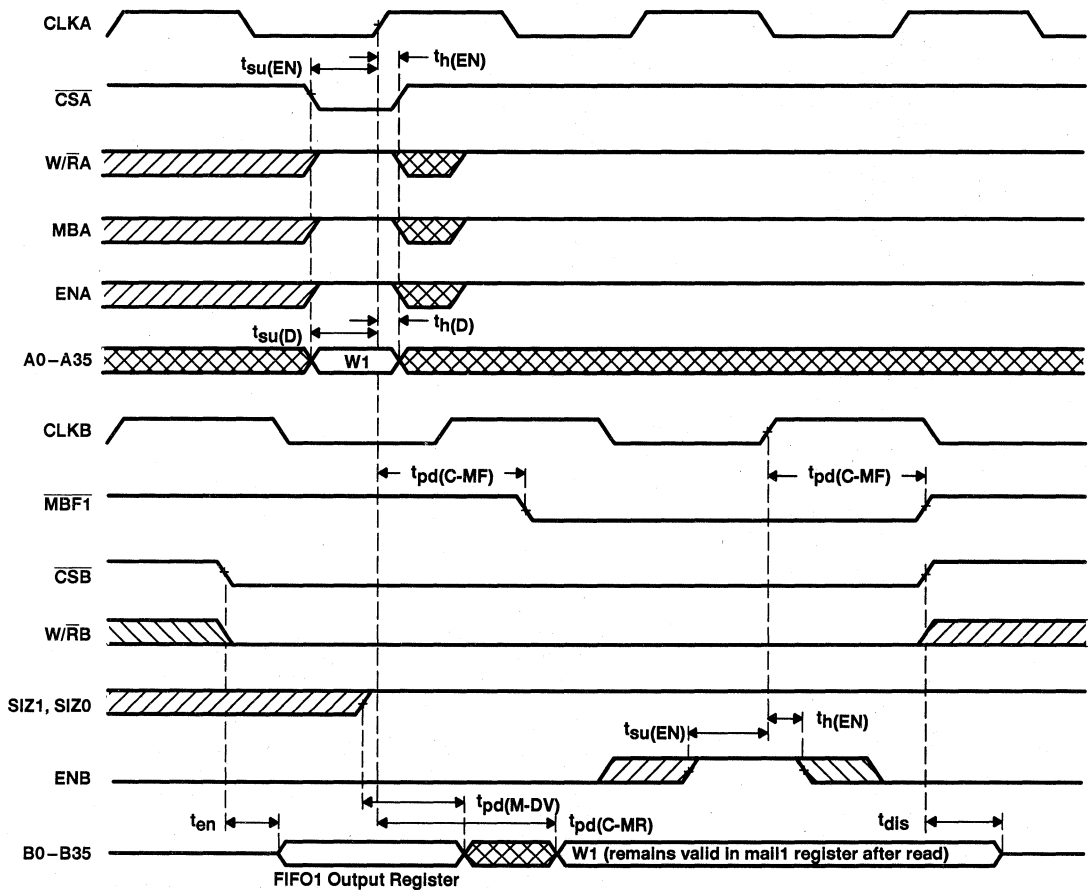 CLKA
tsu(EN)
th(EN)
CSA
W/RA
MBA
ENA
tsu(D)
th(D)
A0–A35
W1
CLKB
tpd(C-MF)
tpd(C-MF)
MBF1
CSB
W/RB
SIZ1, SIZ0
tsu(EN)
th(EN)
ENB
tpd(M-DV)
ten
tpd(C-MR)
tdis
B0–B35
W1 (remains valid in mail1 register after read)
FIFO1 Output Register